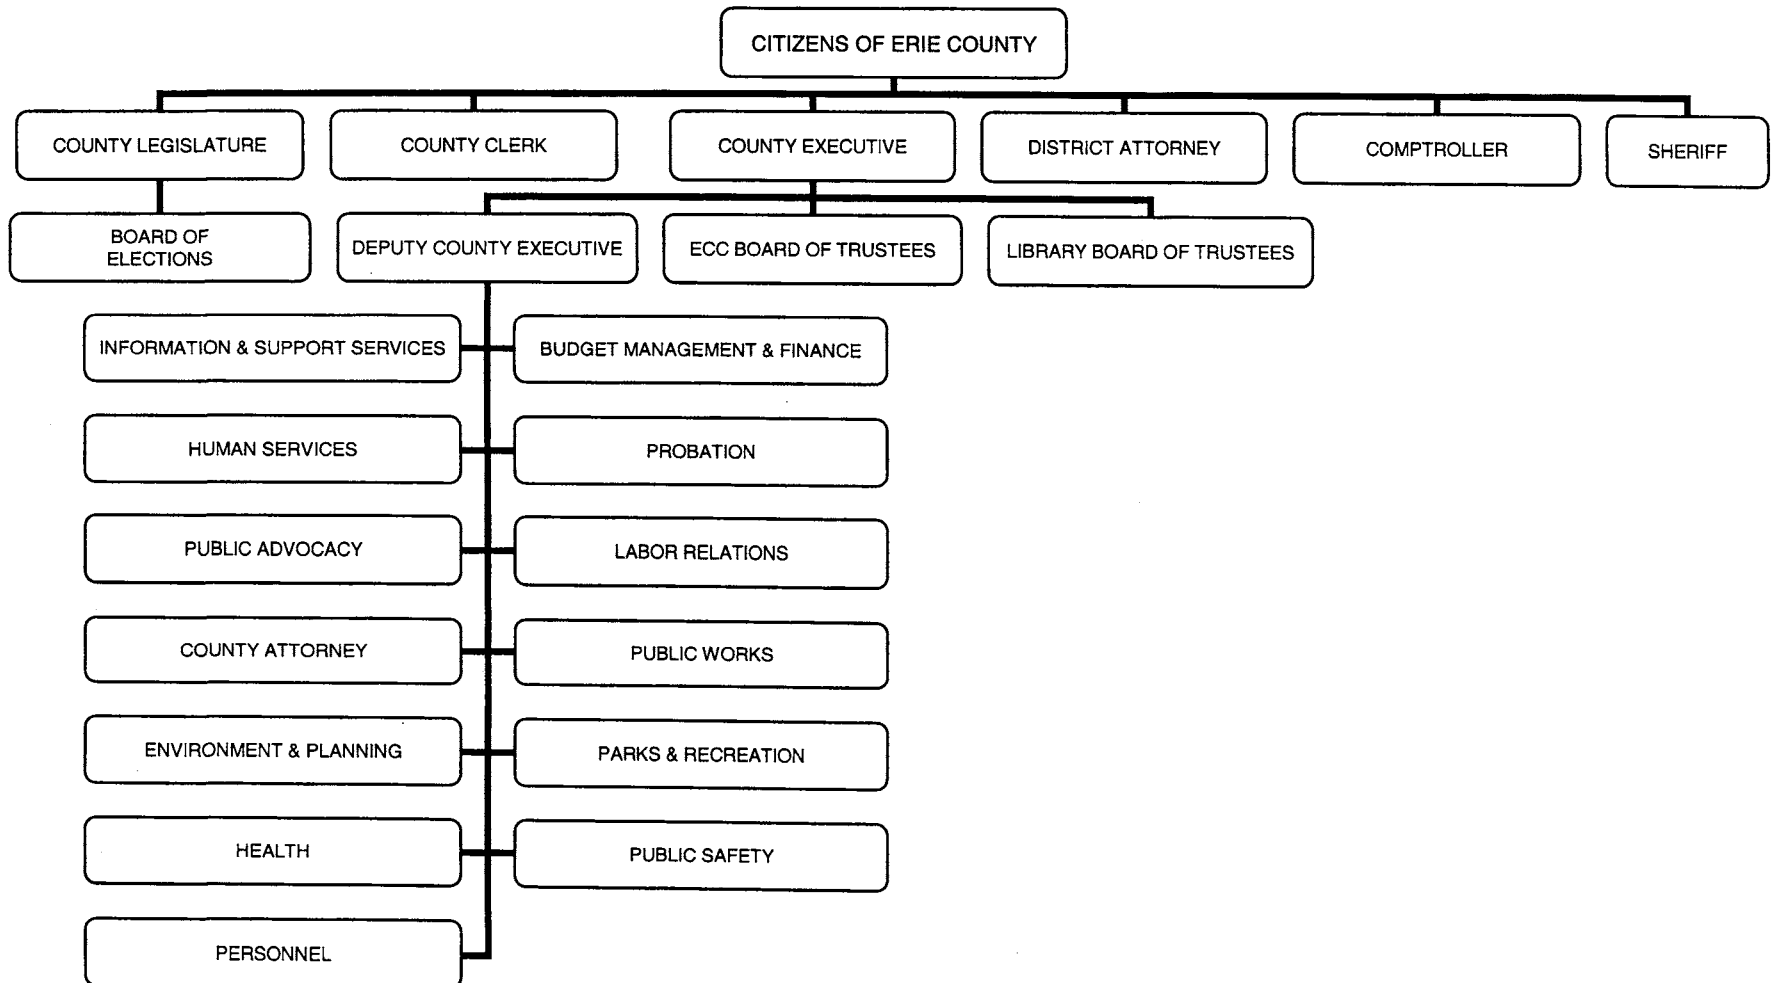 CITIZENS OF ERIE COUNTY
COUNTY LEGISLATURE
COUNTY CLERK
COUNTY EXECUTIVE
DISTRICT ATTORNEY
COMPTROLLER
SHERIFF
BOARD OF
ELECTIONS
DEPUTY COUNTY EXECUTIVE
ECC BOARD OF TRUSTEES
LIBRARY BOARD OF TRUSTEES
INFORMATION & SUPPORT SERVICES
BUDGET MANAGEMENT & FINANCE
HUMAN SERVICES
PROBATION
PUBLIC ADVOCACY
LABOR RELATIONS
COUNTY ATTORNEY
PUBLIC WORKS
ENVIRONMENT & PLANNING
PARKS & RECREATION
HEALTH
PUBLIC SAFETY
PERSONNEL